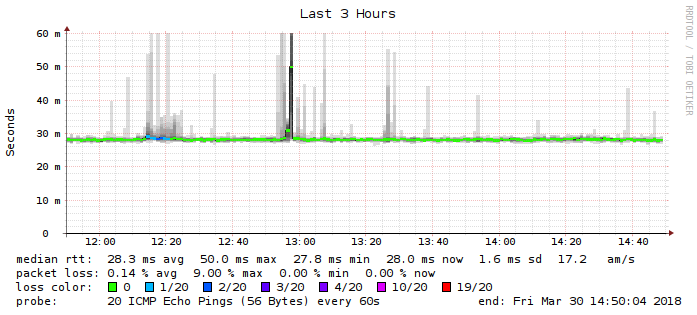 Last 3 Hours
RRDTOOL / TOBI OETIKER
Seconds
60 m
50 m
40 m
30 m
20 m
10 m
0
12:00 12:20 12:40 13:00 13:20 13:40 14:00 14:20 14:40
median rtt: 28.3 ms avg 50.0 ms max 27.8 ms min 28.0 ms now 1.6 ms sd 17.2 am/s
packet loss: 0.14 % avg 9.00 % max 0.00 % min 0.00 % now
loss color: 0 1/20 2/20 3/20 4/20 10/20 19/20
probe: 20 ICMP Echo Pings (56 Bytes) every 60s end: Fri Mar 30 14:50:04 2018